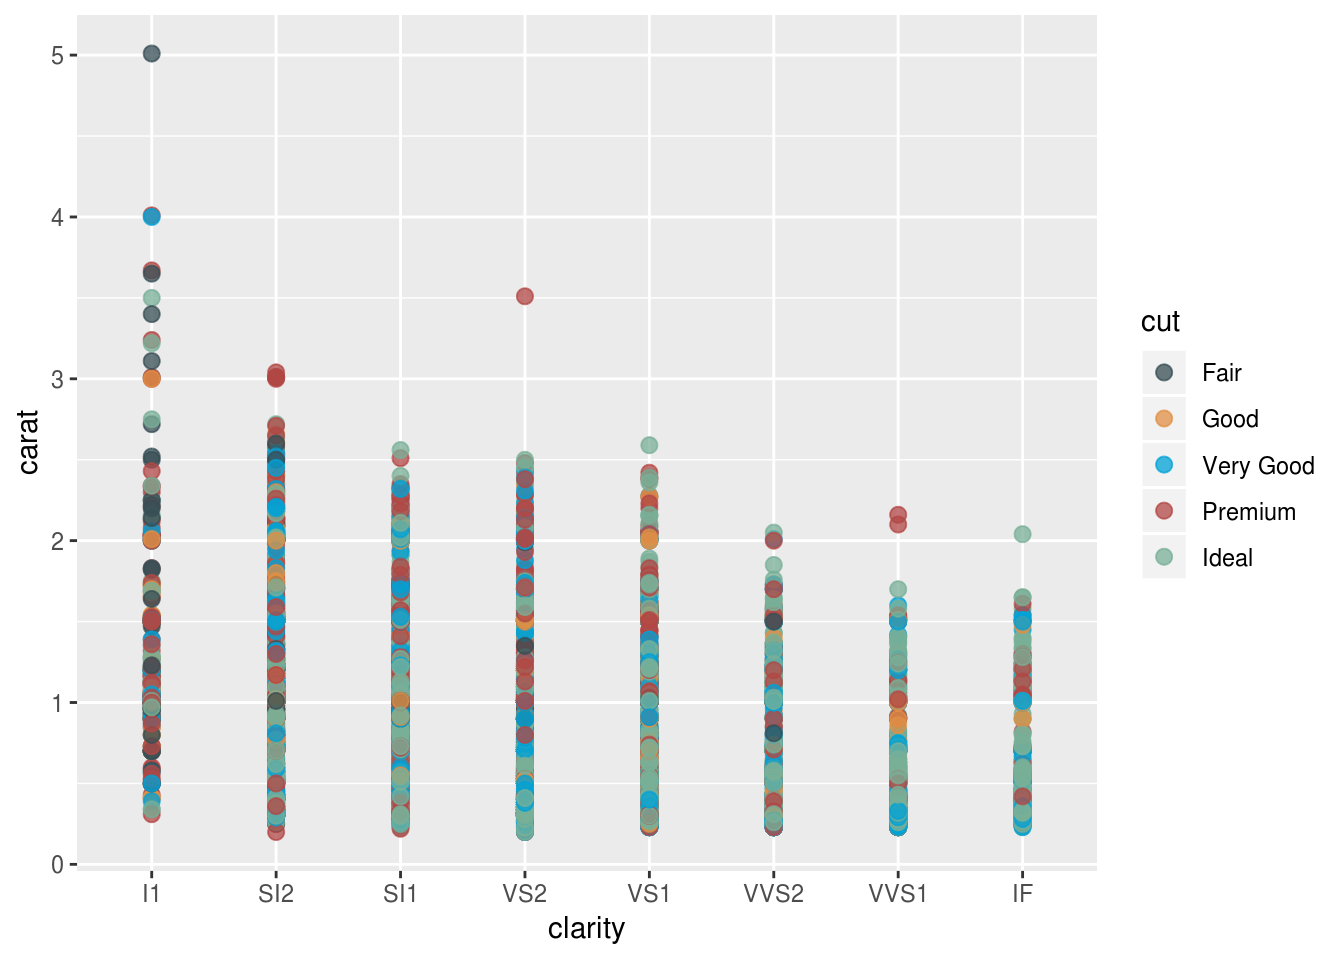 5
4
3
2
1
0
carat
I1 SI2 SI1 VS2 VS1 VVS2 VVS1 IF
clarity
cut
Fair
Good
Very Good
Premium
Ideal